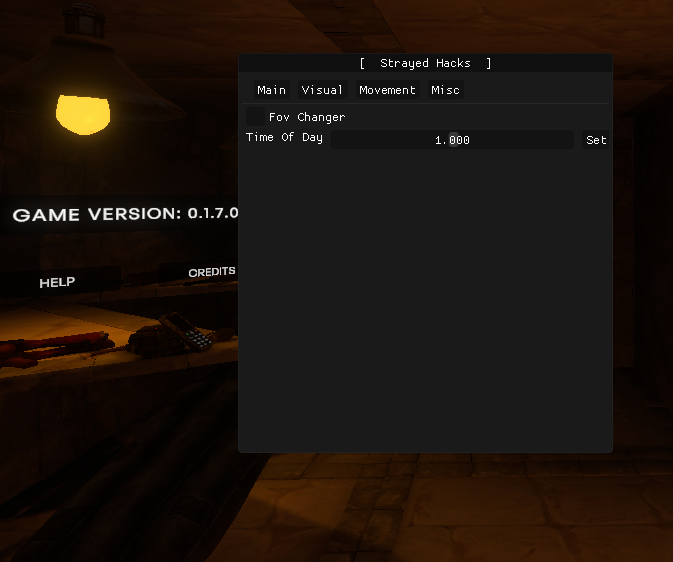 [  Strayed Hacks  ]
Main Visual Movement Misc
Fov Changer
Time Of Day 1.000 Set
GAME VERSION: 0.1.7.0
HELP CREDITS